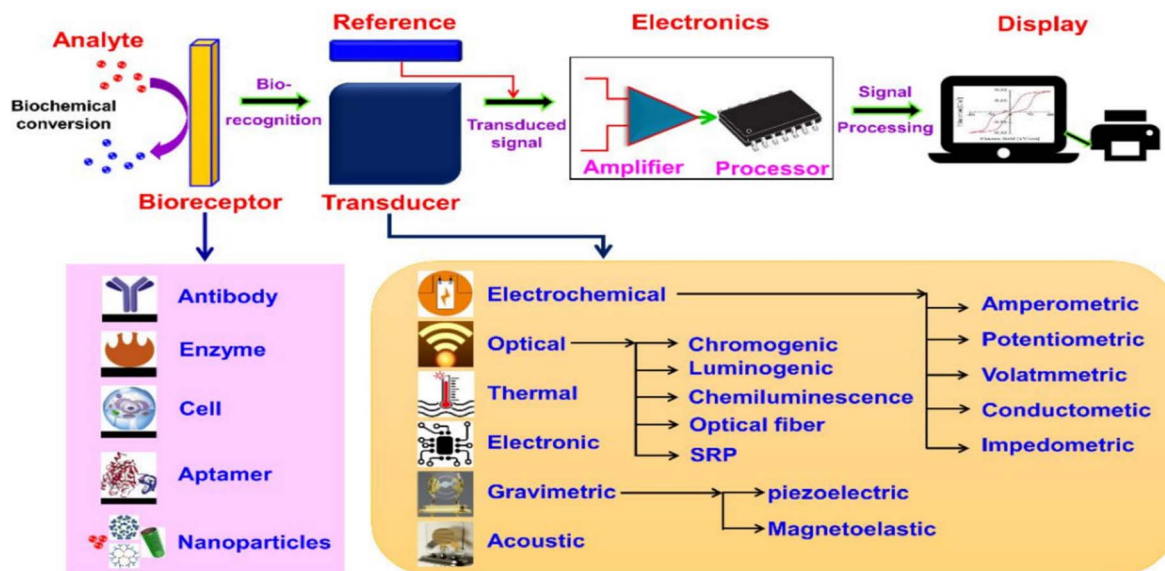 Analyte
Reference
Electronics
Display
Biochemical
conversion
Bio-
recognition
Transduced
signal
Amplifier
Processor
Signal
Processing
Bioreceptor
Transducer
Antibody
Enzyme
Cell
Aptamer
Nanoparticles
Electrochemical
Optical
Thermal
Electronic
Gravimetric
Acoustic
Chromogenic
Luminogenic
Chemiluminescence
Optical fiber
SRP
piezoelectric
Magnetoelastic
Amperometric
Potentiometric
Volatmmetric
Conductometic
Impedometric